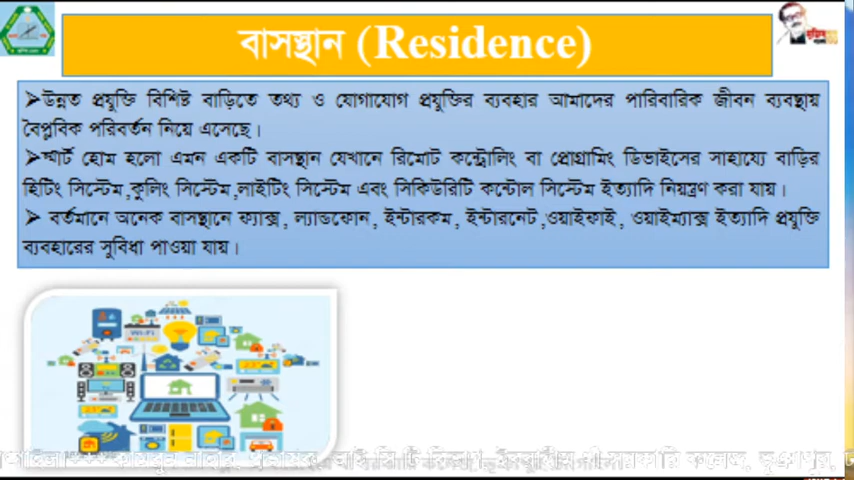 বাসস্থান (Residence)
➢উন্নত প্রযুক্তি বিশিষ্ট বাড়িতে তথ্য ও যোগাযোগ প্রযুক্তির ব্যবহার আমাদের পারিবারিক জীবন ব্যবস্থায়
বৈপ্লবিক পরিবর্তন নিয়ে এসেছে।
➢স্মার্ট হোম হলো এমন একটি বাসস্থান যেখানে রিমোট কন্ট্রোলিং বা প্রোগ্রামিং ডিভাইসের সাহায্যে বাড়ির
হিটিং সিস্টেম,কুলিং সিস্টেম,লাইটিং সিস্টেম এবং সিকিউরিটি কন্টোল সিস্টেম ইত্যাদি নিয়ন্ত্রণ করা যায়।
➢ বর্তমানে অনেক বাসস্থানে ফ্যাক্স, ল্যান্ডফোন, ইন্টারকম, ইন্টারনেট,ওয়াইফাই, ওয়াইম্যাক্স ইত্যাদি প্রযুক্তি
ব্যবহারের সুবিধা পাওয়া যায়।
Wi-Fi